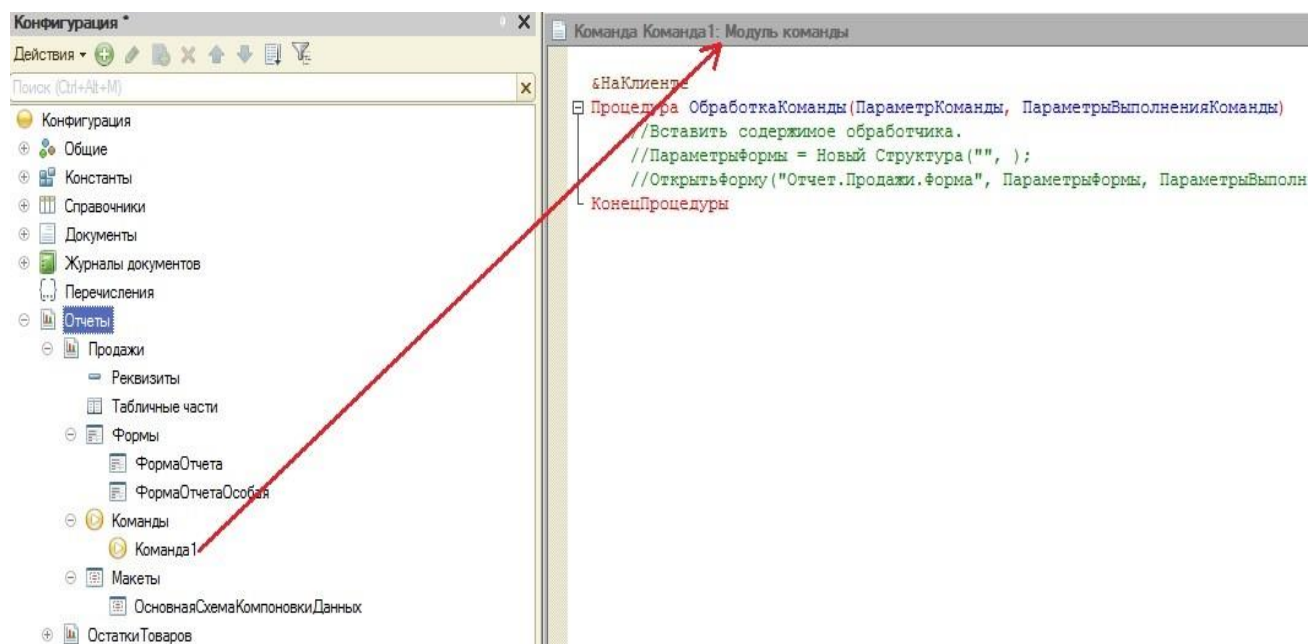 Конфигурация *
Действия
Поиск (Ctrl+Alt+M)
Конфигурация
Общие
Константы
Справочники
Документы
Журналы документов
Перечисления
Отчеты
Продажи
Реквизиты
Табличные части
Формы
ФормаОтчета
ФормаОтчетаОсобая
Команды
Команда1
Макеты
ОсновнаяСхемаКомпоновкиДанных
ОстаткиТоваров
Команда Команда1: Модуль команды
&НаКлиенте
Процедура ОбработкаКоманды(ПараметрКоманды, ПараметрыВыполненияКоманды)
//Вставить содержимое обработчика.
//ПараметрыФормы = Новый Структура("", );
//ОткрытьФорму("Отчет.Продажи.Форма", ПараметрыФормы, ПараметрыВыполн
КонецПроцедуры